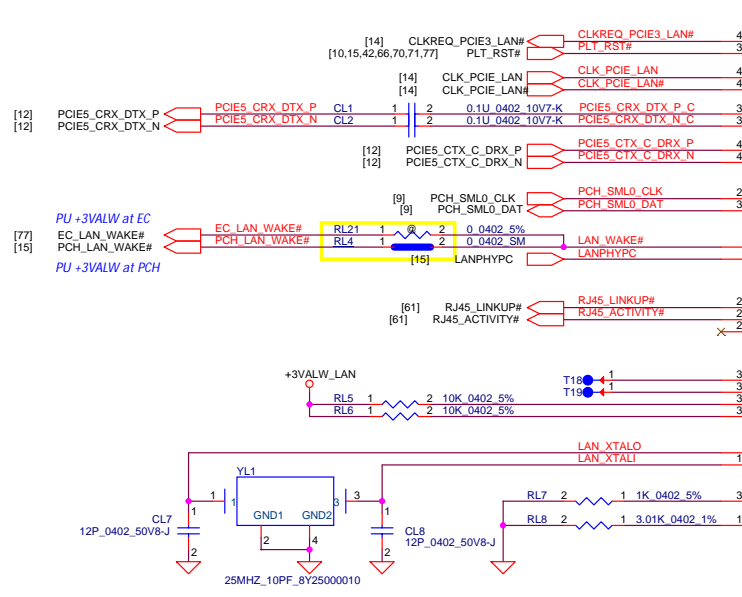 [14] CLKREQ_PCIE3_LAN# CLKREQ_PCIE3_LAN# 4
[10,15,42,66,70,71,77] PLT_RST# PLT_RST# 3
[14] CLK_PCIE_LAN CLK_PCIE_LAN 4
[14] CLK_PCIE_LAN# CLK_PCIE_LAN# 4
[12] PCIE5_CRX_DTX_P PCIE5_CRX_DTX_P CL1 1 2 0.1U_0402_10V7-K PCIE5_CRX_DTX_P_C 3
[12] PCIE5_CRX_DTX_N PCIE5_CRX_DTX_N CL2 1 2 0.1U_0402_10V7-K PCIE5_CRX_DTX_N_C 3
[12] PCIE5_CTX_C_DRX_P PCIE5_CTX_C_DRX_P 4
[12] PCIE5_CTX_C_DRX_N PCIE5_CTX_C_DRX_N 4
[9] PCH_SML0_CLK PCH_SML0_CLK 2
[9] PCH_SML0_DAT PCH_SML0_DAT 3
PU +3VALW at EC
[77] EC_LAN_WAKE# EC_LAN_WAKE# RL21 1 @ 2 0_0402_5%
[15] PCH_LAN_WAKE# PCH_LAN_WAKE# RL4 1 2 0_0402_SM LAN_WAKE#
[15] LANPHYPC LANPHYPC
PU +3VALW at PCH
[61] RJ45_LINKUP# RJ45_LINKUP# 2
[61] RJ45_ACTIVITY# RJ45_ACTIVITY# 2
2
+3VALW_LAN
T18 1 3
T19 1 3
RL5 1 2 10K_0402_5% 3
RL6 1 2 10K_0402_5% 3
LAN_XTALO
LAN_XTALI 1
YL1
1 1 3 3
GND1 GND2
2 4
1
CL7
12P_0402_50V8-J
2
1
CL8
12P_0402_50V8-J
2
25MHZ_10PF_8Y25000010
RL7 2 1 1K_0402_5% 3
RL8 2 1 3.01K_0402_1% 1